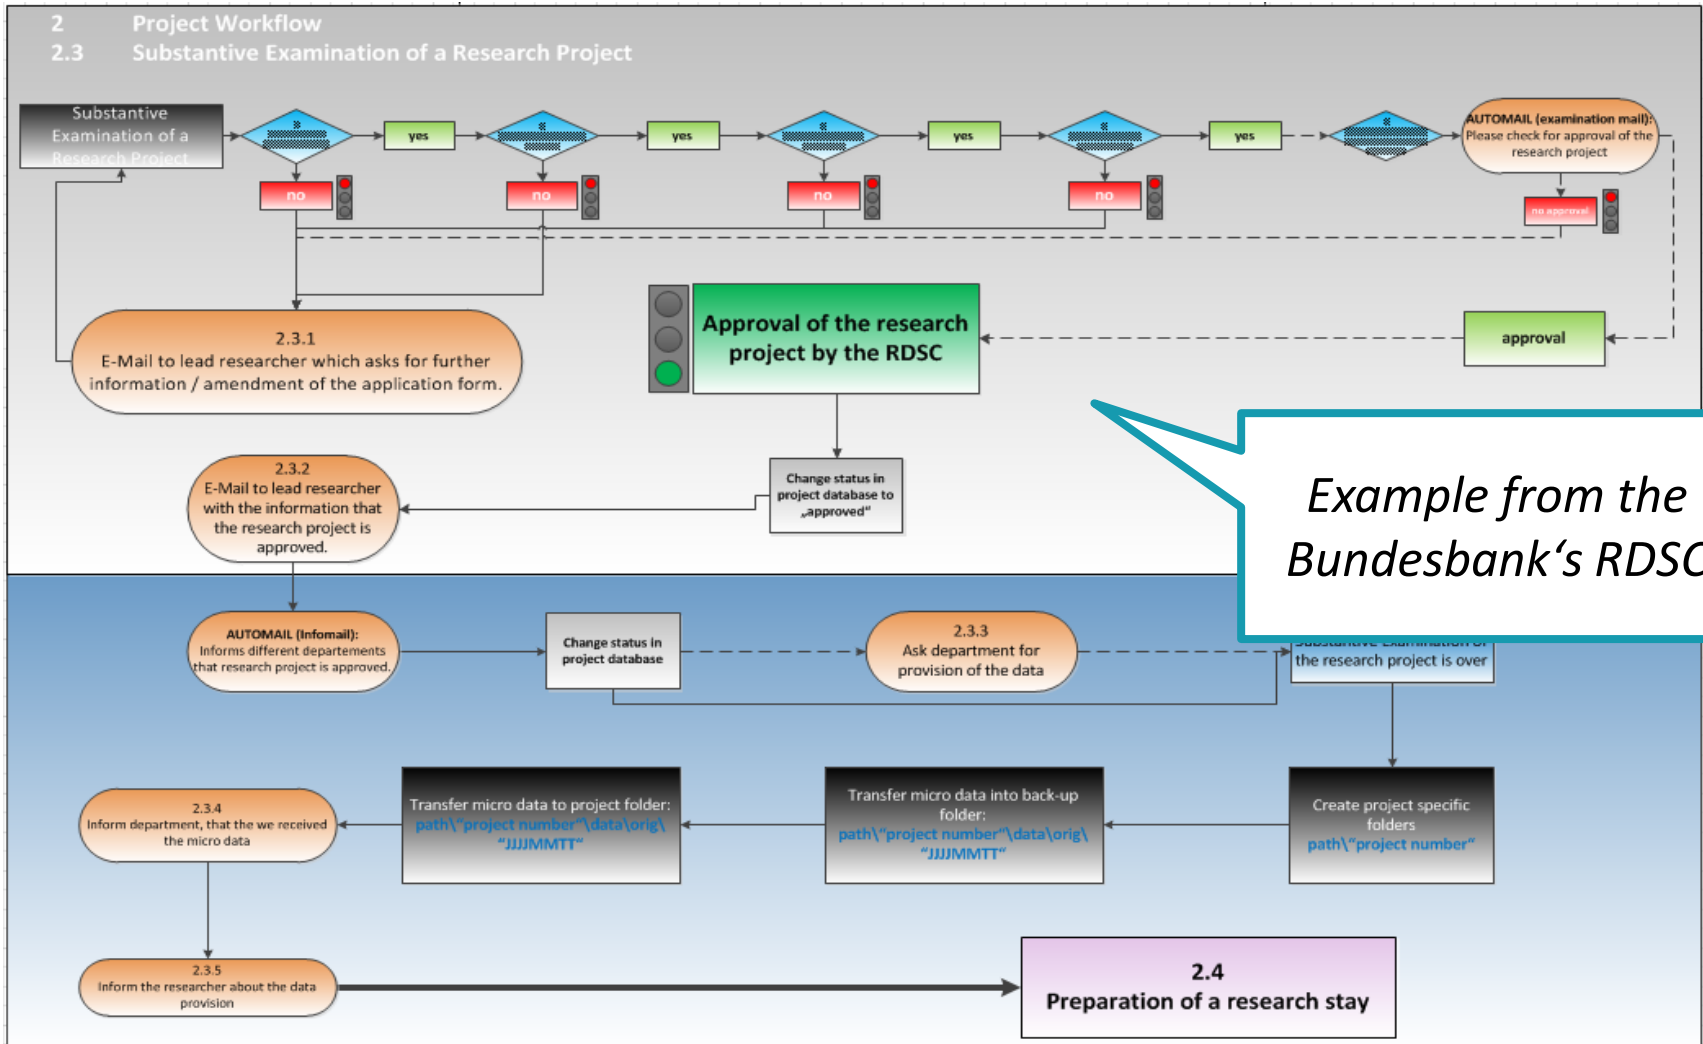 2 Project Workflow
2.3 Substantive Examination of a Research Project
Substantive
Examination of a
Research Project
yes
yes
yes
yes
AUTOMAIL (examination mail):
Please check for approval of the
research project
no
no
no
no
no approval
2.3.1
E-Mail to lead researcher which asks for further
information / amendment of the application form.
Approval of the research
project by the RDSC
approval
2.3.2
E-Mail to lead researcher
with the information that
the research project is
approved.
Change status in
project database to
„approved“
Example from the
Bundesbank‘s RDSC
AUTOMAIL (Infomail):
Informs different departements
that research project is approved.
Change status in
project database
2.3.3
Ask department for
provision of the data
Substantive Examination of
the research project is over
2.3.4
Inform department, that the we received
the micro data
Transfer micro data to project folder:
path\“project number“\data\orig\
“JJJJMMTT“
Transfer micro data into back-up
folder:
path\“project number“\data\orig\
“JJJJMMTT“
Create project specific
folders
path\“project number“
2.3.5
Inform the researcher about the data
provision
2.4
Preparation of a research stay